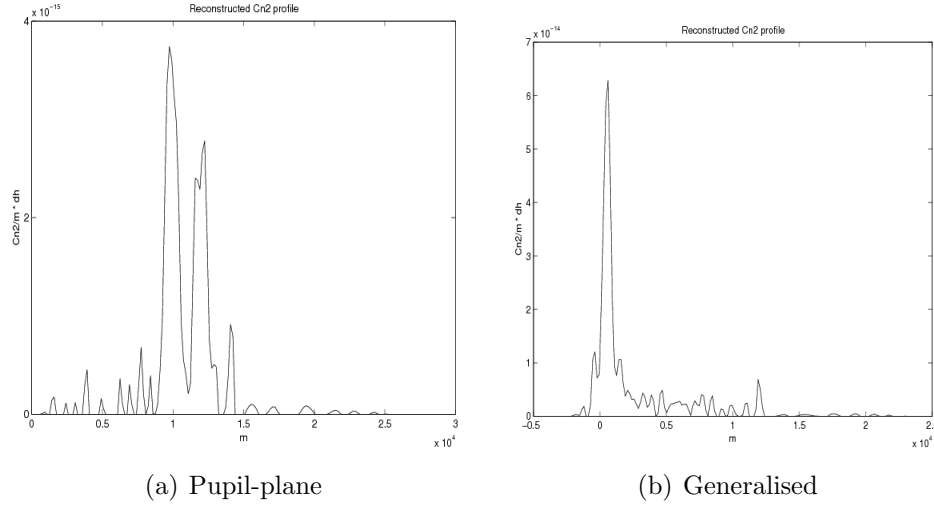 Reconstructed Cn2 profile
x 10⁻¹⁵
4
2
0
Cn2/m * dh
0 0.5 1 1.5 2 2.5 3
m
x 10⁴
(a) Pupil-plane
Reconstructed Cn2 profile
x 10⁻¹⁴
7
6
5
4
3
2
1
0
Cn2/m * dh
−0.5 0 0.5 1 1.5 2 2.5
m
x 10⁴
(b) Generalised